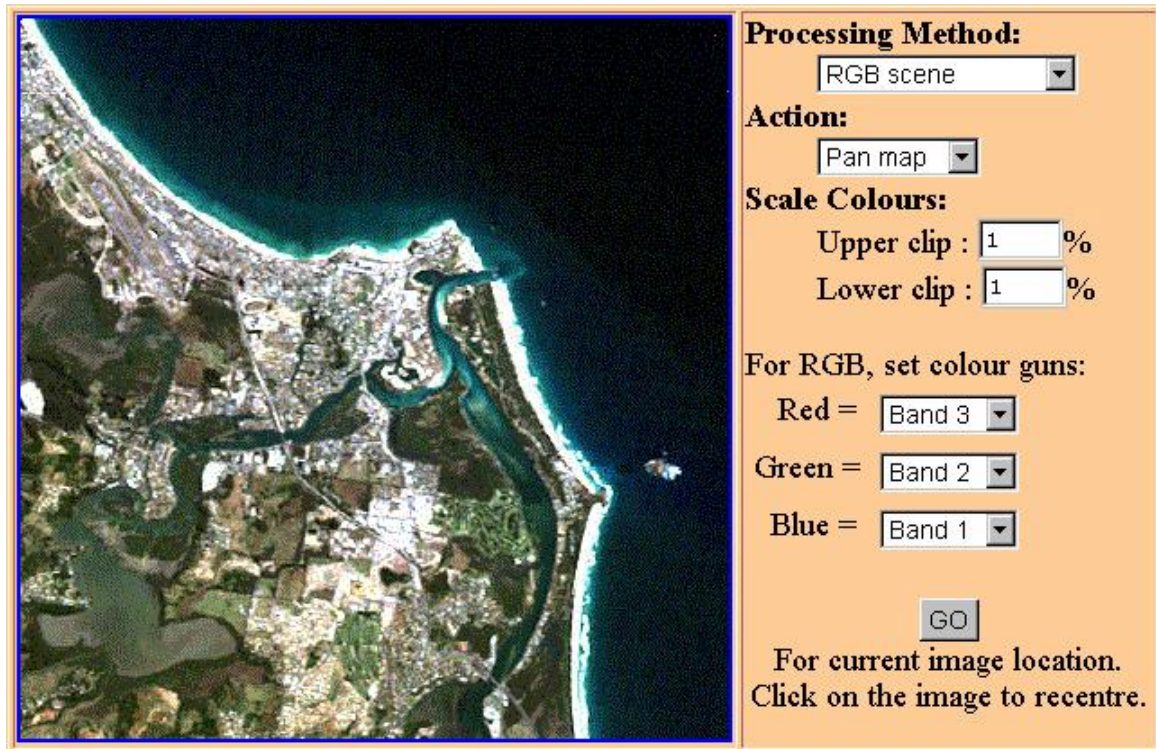 Processing Method:
RGB scene
Action:
Pan map
Scale Colours:
Upper clip : 1 %
Lower clip : 1 %
For RGB, set colour guns:
Red = Band 3
Green = Band 2
Blue = Band 1
GO
For current image location.
Click on the image to recentre.